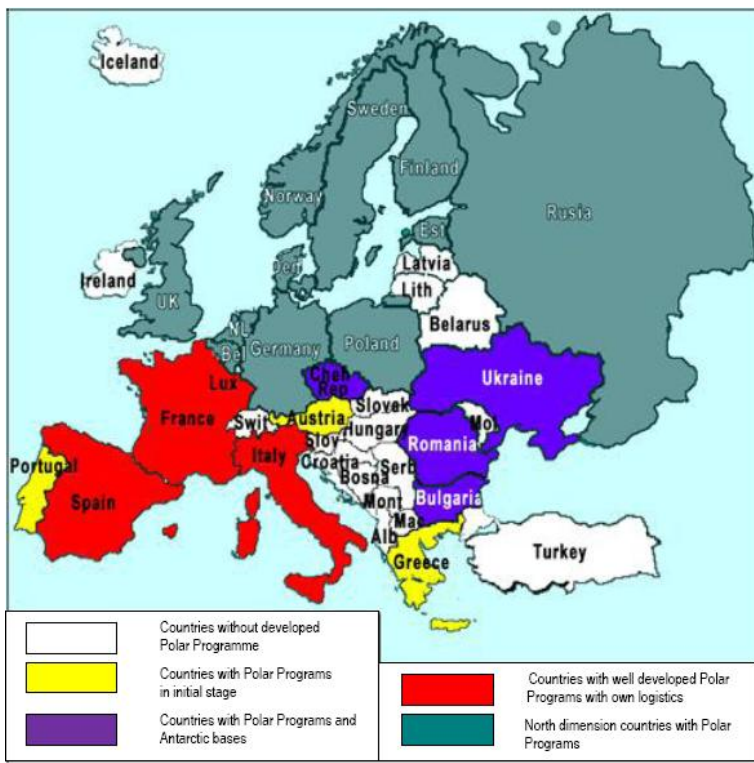 Iceland
Sweden
Finland
Norway
Rusia
Est
Den
Latvia
Ireland
Lith
UK
Belarus
NL
Germany
Poland
Bel
Cheh
Rep
Ukraine
Lux
Slovek
Austria
France
Swit
Mol
Hungar
Slov
Romania
Italy
Croatia
Portugal
Serb
Bosna
Spain
Mont
Bulgaria
Mac
Alb
Turkey
Greece
Countries without developed
Polar Programme
Countries with Polar Programs
in initial stage
Countries with Polar Programs and
Antarctic bases
Countries with well developed Polar
Programs with own logistics
North dimension countries with Polar
Programs